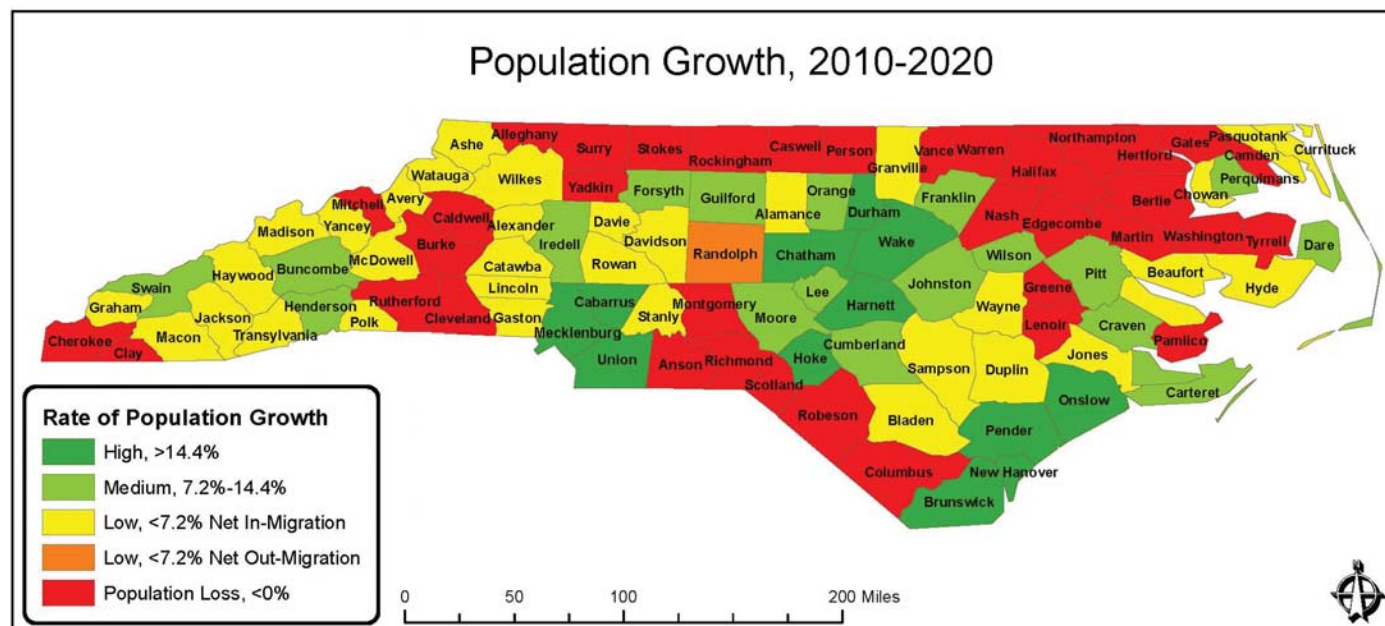 Population Growth, 2010-2020
Ashe
Alleghany
Surry
Stokes
Rockingham
Caswell
Person
Granville
Vance
Warren
Northampton
Gates
Pasquotank
Currituck
Camden
Hertford
Halifax
Watauga
Wilkes
Yadkin
Forsyth
Guilford
Alamance
Orange
Durham
Franklin
Nash
Edgecombe
Bertie
Chowan
Perquimans
Mitchell
Avery
Caldwell
Alexander
Davie
Madison
Yancey
Burke
Iredell
Davidson
Randolph
Chatham
Wake
Wilson
Martin
Washington
Tyrrell
Dare
McDowell
Catawba
Rowan
Haywood
Buncombe
Swain
Lincoln
Johnston
Pitt
Beaufort
Hyde
Graham
Jackson
Henderson
Rutherford
Cleveland
Gaston
Cabarrus
Stanly
Montgomery
Moore
Lee
Harnett
Wayne
Greene
Lenoir
Craven
Pamlico
Cherokee
Clay
Macon
Transylvania
Polk
Mecklenburg
Union
Anson
Richmond
Hoke
Cumberland
Sampson
Duplin
Jones
Carteret
Scotland
Robeson
Bladen
Onslow
Pender
Columbus
New Hanover
Brunswick
Rate of Population Growth
High, >14.4%
Medium, 7.2%-14.4%
Low, <7.2% Net In-Migration
Low, <7.2% Net Out-Migration
Population Loss, <0%
0 50 100 200 Miles